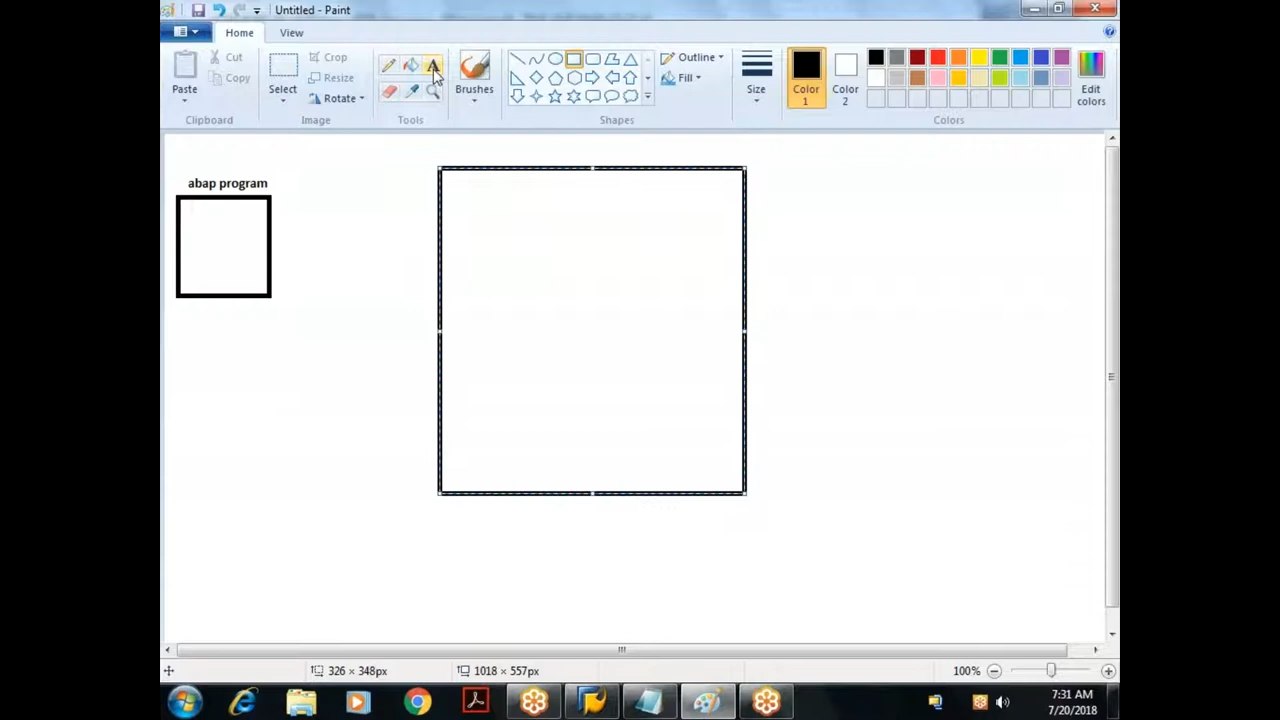 Untitled - Paint
Home
View
Cut
Copy
Paste
Clipboard
Crop
Resize
Rotate
Select
Image
Tools
Brushes
Outline
Fill
Shapes
Size
Color
1
Color
2
Edit
colors
Colors
abap program
326 × 348px
1018 × 557px
100%
7:31 AM
7/20/2018